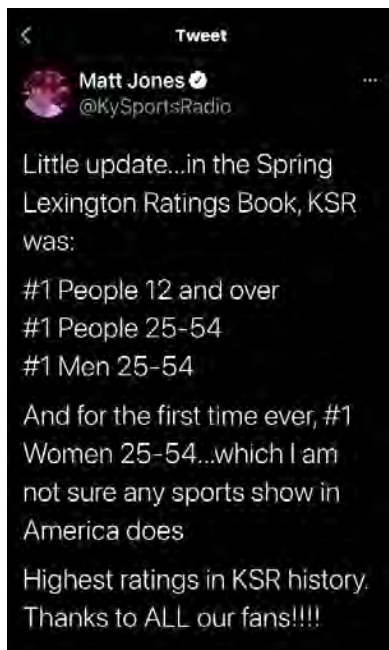 Tweet
Matt Jones
@KySportsRadio
Little update...in the Spring
Lexington Ratings Book, KSR
was:
#1 People 12 and over
#1 People 25-54
#1 Men 25-54
And for the first time ever, #1
Women 25-54...which I am
not sure any sports show in
America does
Highest ratings in KSR history.
Thanks to ALL our fans!!!!